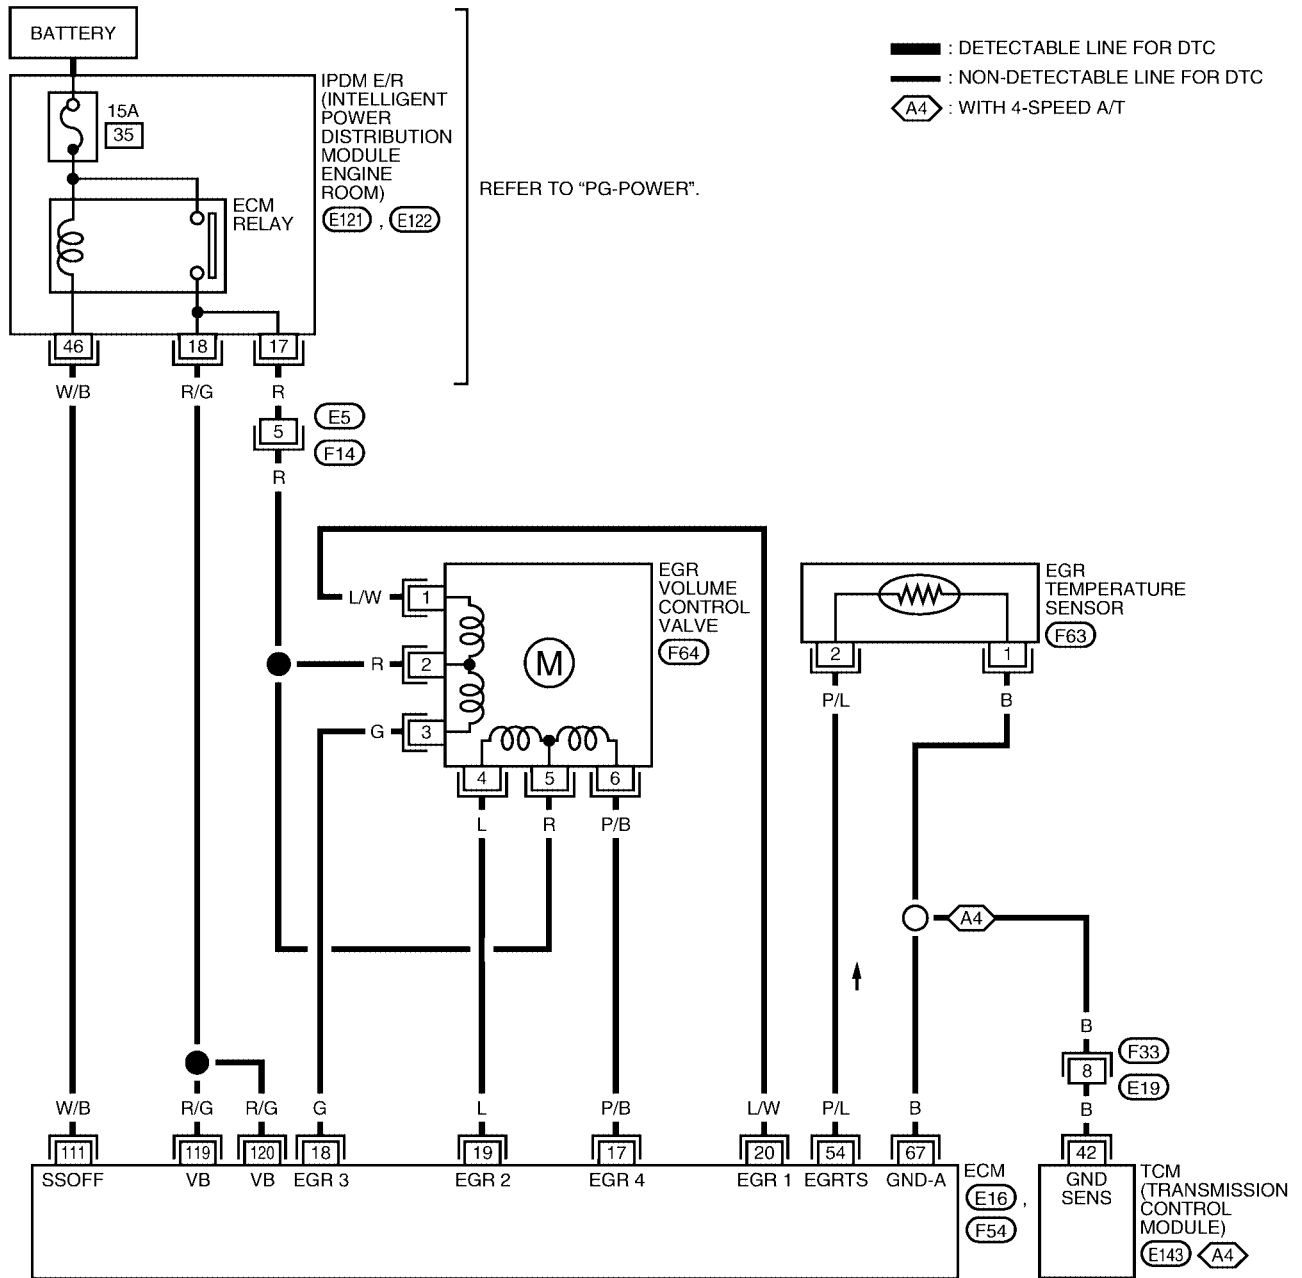 BATTERY
: DETECTABLE LINE FOR DTC
: NON-DETECTABLE LINE FOR DTC
A4 : WITH 4-SPEED A/T
15A
35
IPDM E/R
(INTELLIGENT
POWER
DISTRIBUTION
MODULE
ENGINE
ROOM)
E121 , E122
REFER TO “PG-POWER”.
ECM
RELAY
46 18 17
W/B R/G R
5
E5
F14
R
L/W 1
R 2
G 3
M
EGR
VOLUME
CONTROL
VALVE
F64
4 5 6
L R P/B
EGR
TEMPERATURE
SENSOR
F63
2 1
P/L B
A4
B
8
F33
E19
W/B R/G R/G G L P/B L/W P/L B B
111 119 120 18 19 17 20 54 67 42
SSOFF VB VB EGR 3 EGR 2 EGR 4 EGR 1 EGRTS GND-A
ECM
E16 ,
F54
GND
SENS
TCM
(TRANSMISSION
CONTROL
MODULE)
E143 A4